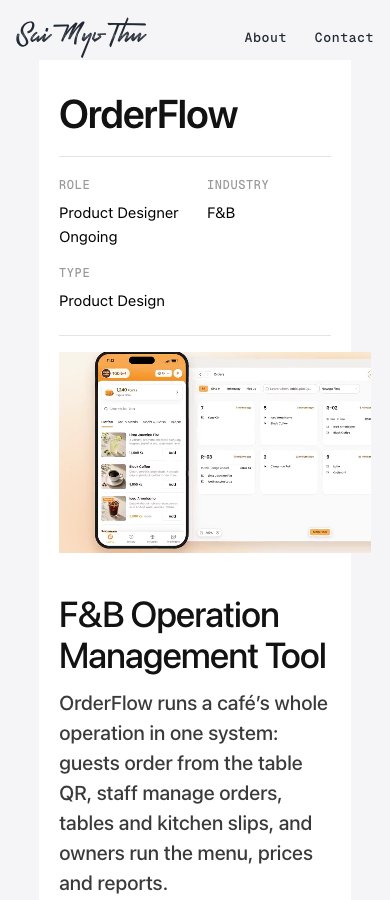 Sai Myo Thu
About Contact
OrderFlow
ROLE INDUSTRY
Product Designer F&B
Ongoing
TYPE
Product Design
F&B Operation
Management Tool
OrderFlow runs a café’s whole
operation in one system:
guests order from the table
QR, staff manage orders,
tables and kitchen slips, and
owners run the menu, prices
and reports.